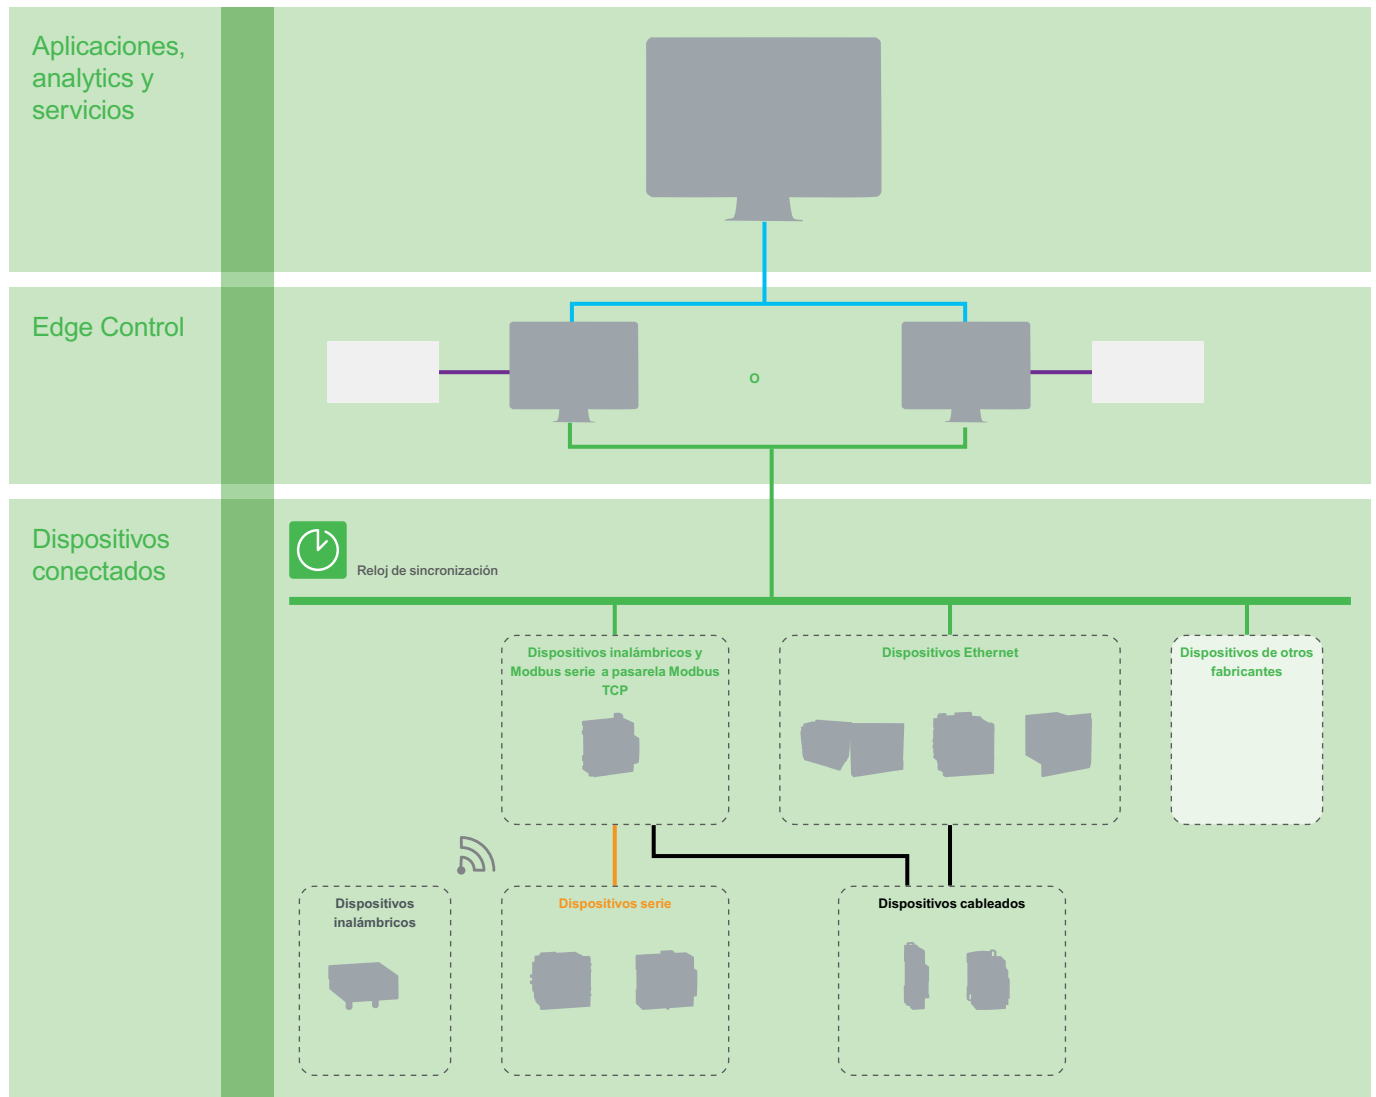 Aplicaciones,
analytics y
servicios
Edge Control
O
Dispositivos
conectados
Reloj de sincronización
Dispositivos inalámbricos y
Modbus serie a pasarela Modbus
TCP
Dispositivos Ethernet
Dispositivos de otros
fabricantes
Dispositivos
inalámbricos
Dispositivos serie
Dispositivos cableados